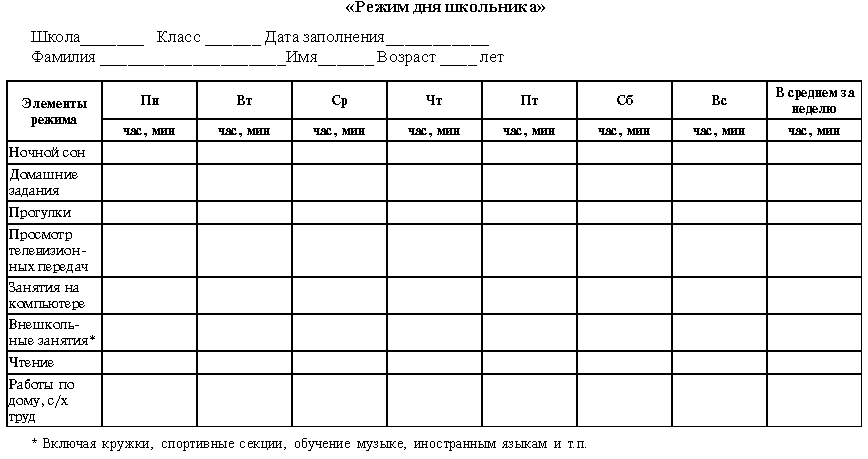 «Режим дня школьника»
Школа_______ Класс ______ Дата заполнения___________
Фамилия ____________________Имя______ Возраст ____ лет
Элементы режима Пн Вт Ср Чт Пт Сб Вс В среднем за неделю
час, мин час, мин час, мин час, мин час, мин час, мин час, мин час, мин
Ночной сон
Домашние
задания
Прогулки
Просмотр
телевизион-
ных передач
Занятия на
компьютере
Внешколь-
ные занятия*
Чтение
Работы по
дому, с/х
труд
* Включая кружки, спортивные секции, обучение музыке, иностранным языкам и т.п.